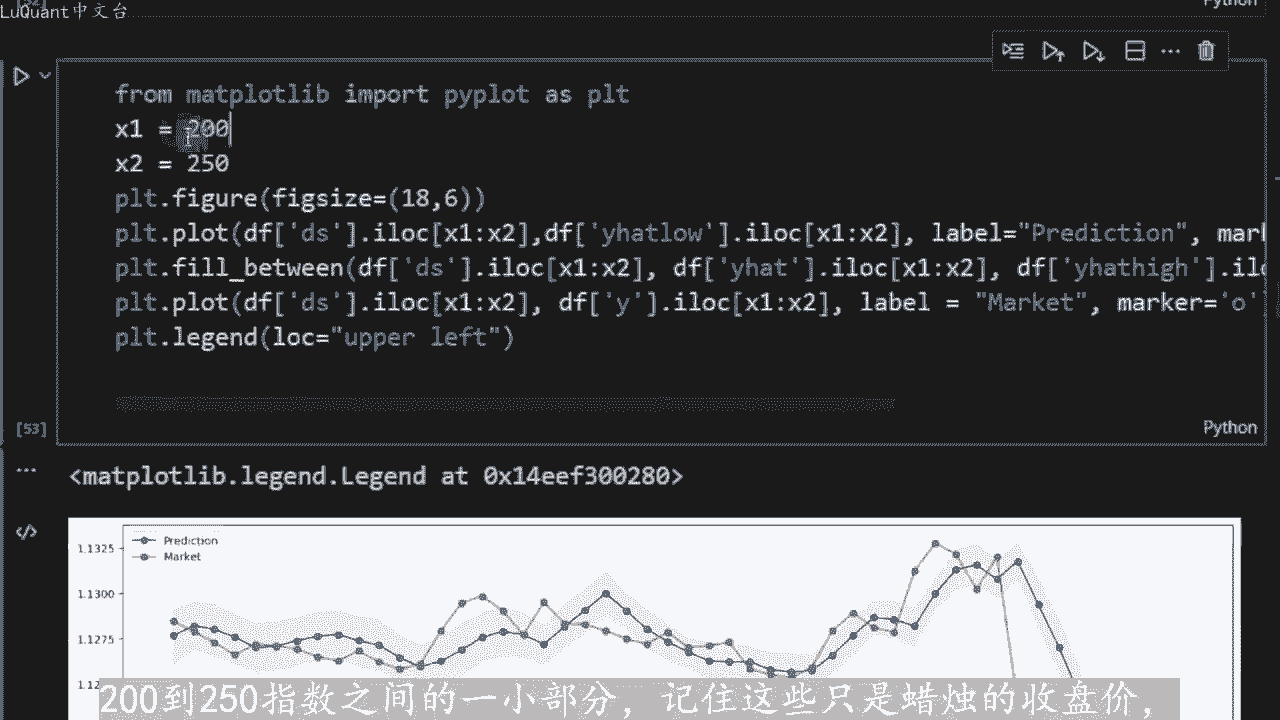 LuQuant中文台
Python
from matplotlib import pyplot as plt
x1 = 200
x2 = 250
plt.figure(figsize=(18,6))
plt.plot(df['ds'].iloc[x1:x2],df['yhatlow'].iloc[x1:x2], label="Prediction", mar
plt.fill_between(df['ds'].iloc[x1:x2], df['yhat'].iloc[x1:x2], df['yhathigh'].ilo
plt.plot(df['ds'].iloc[x1:x2], df['y'].iloc[x1:x2], label = "Market", marker='o'
plt.legend(loc="upper left")
[53]
Python
<matplotlib.legend.Legend at 0x14eef300280>
Prediction
Market
1.1325
1.1300
1.1275
200到250指数之间的一小部分，记住这些只是蜡烛的收盘价，